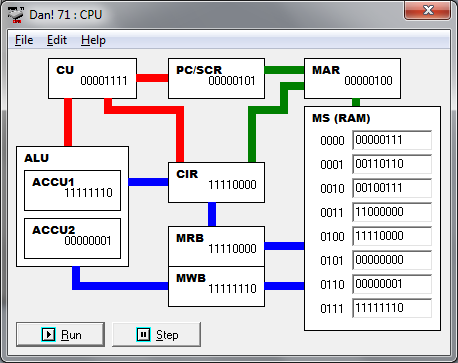 Dan! 71 : CPU
File Edit Help
CU
00001111
PC/SCR
00000101
MAR
00000100
MS (RAM)
0000 00000111
0001 00110110
0010 00100111
0011 11000000
0100 11110000
0101 00000000
0110 00000001
0111 11111110
ALU
ACCU1
11111110
ACCU2
00000001
CIR
11110000
MRB
11110000
MWB
11111110
Run Step